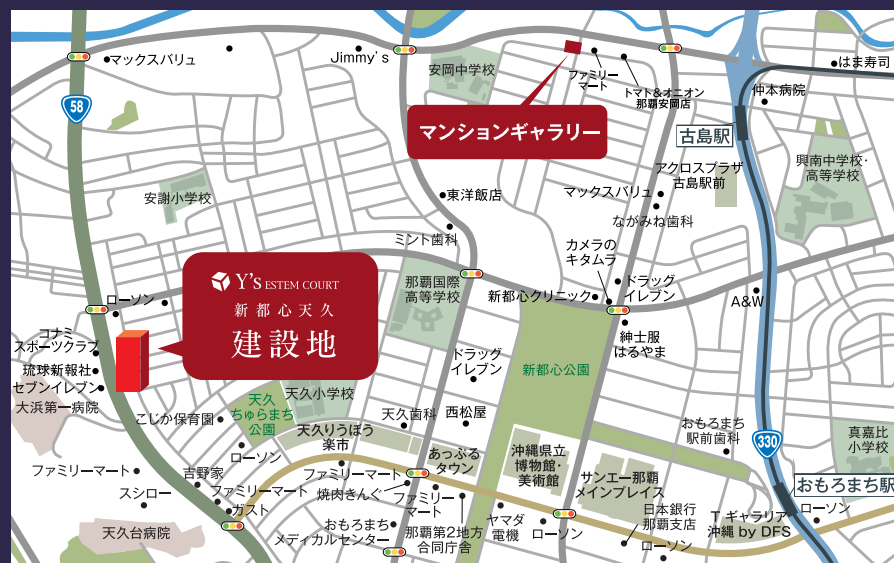 マックスバリュ
Jimmy's
安岡中学校
ファミリー
マート
トマト&オニオン
那覇安岡店
はま寿司
58
仲本病院
マンションギャラリー
古島駅
興南中学校・
高等学校
アクロスプラザ
古島駅前
安謝小学校
東洋飯店
マックスバリュ
ながみね歯科
ミント歯科
カメラの
キタムラ
Y's ESTEM COURT
新都心天久
建設地
那覇国際
高等学校
新都心クリニック
ドラッグ
イレブン
A&W
ローソン
紳士服
はるやま
コナミ
スポーツクラブ
琉球新報社
セブンイレブン
大浜第一病院
ドラッグ
イレブン
新都心公園
天久小学校
天久
ちゅらまち
公園
こじか保育園
天久歯科
西松屋
天久りうぼう
楽市
おもろまち
駅前歯科
330
真嘉比
小学校
ローソン
あっぷる
タウン
沖縄県立
博物館・
美術館
サンエー那覇
メインプレイス
ファミリーマート
吉野家
ファミリーマート
焼肉きんぐ
ファミリー
マート
おもろまち駅
スシロー
ファミリーマート
ガスト
日本銀行
那覇支店
Tギャラリア
沖縄 by DFS
ローソン
天久台病院
おもろまち
メディカルセンター
那覇第2地方
合同庁舎
ヤマダ
電機
ローソン
ローソン